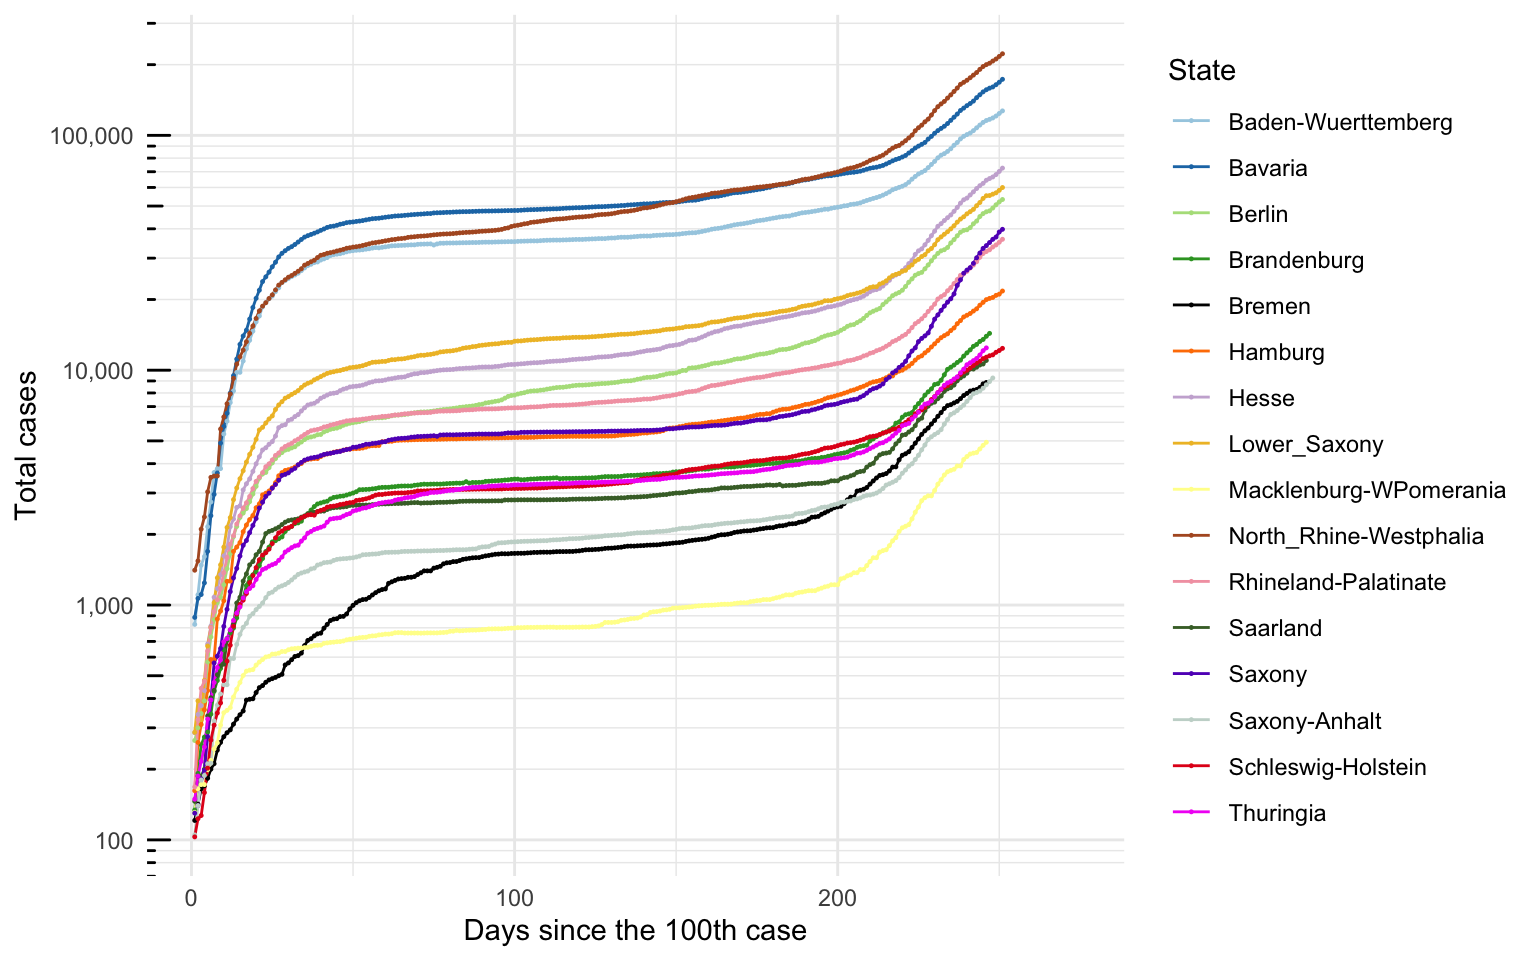 Total cases
100,000
10,000
1,000
100
0
100
200
Days since the 100th case
State
Baden-Wuerttemberg
Bavaria
Berlin
Brandenburg
Bremen
Hamburg
Hesse
Lower_Saxony
Macklenburg-WPomerania
North_Rhine-Westphalia
Rhineland-Palatinate
Saarland
Saxony
Saxony-Anhalt
Schleswig-Holstein
Thuringia